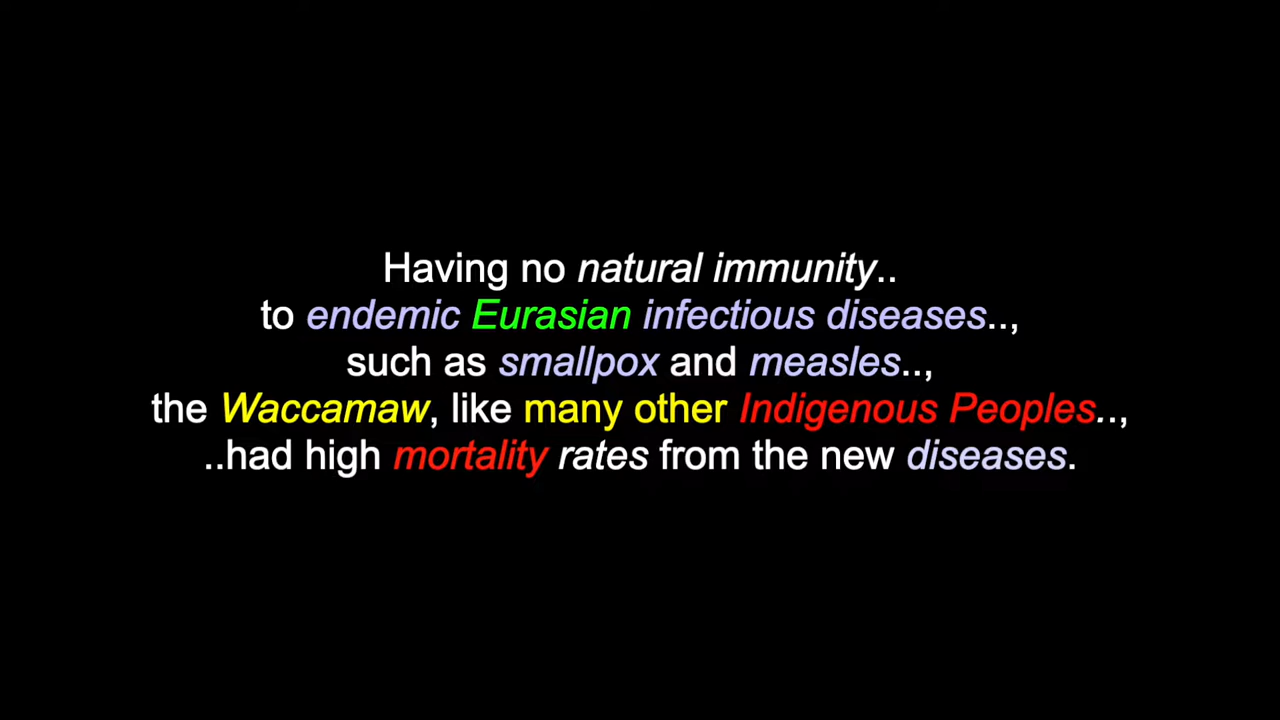 Having no natural immunity..
to endemic Eurasian infectious diseases..,
such as smallpox and measles..,
the Waccamaw, like many other Indigenous Peoples..,
..had high mortality rates from the new diseases.